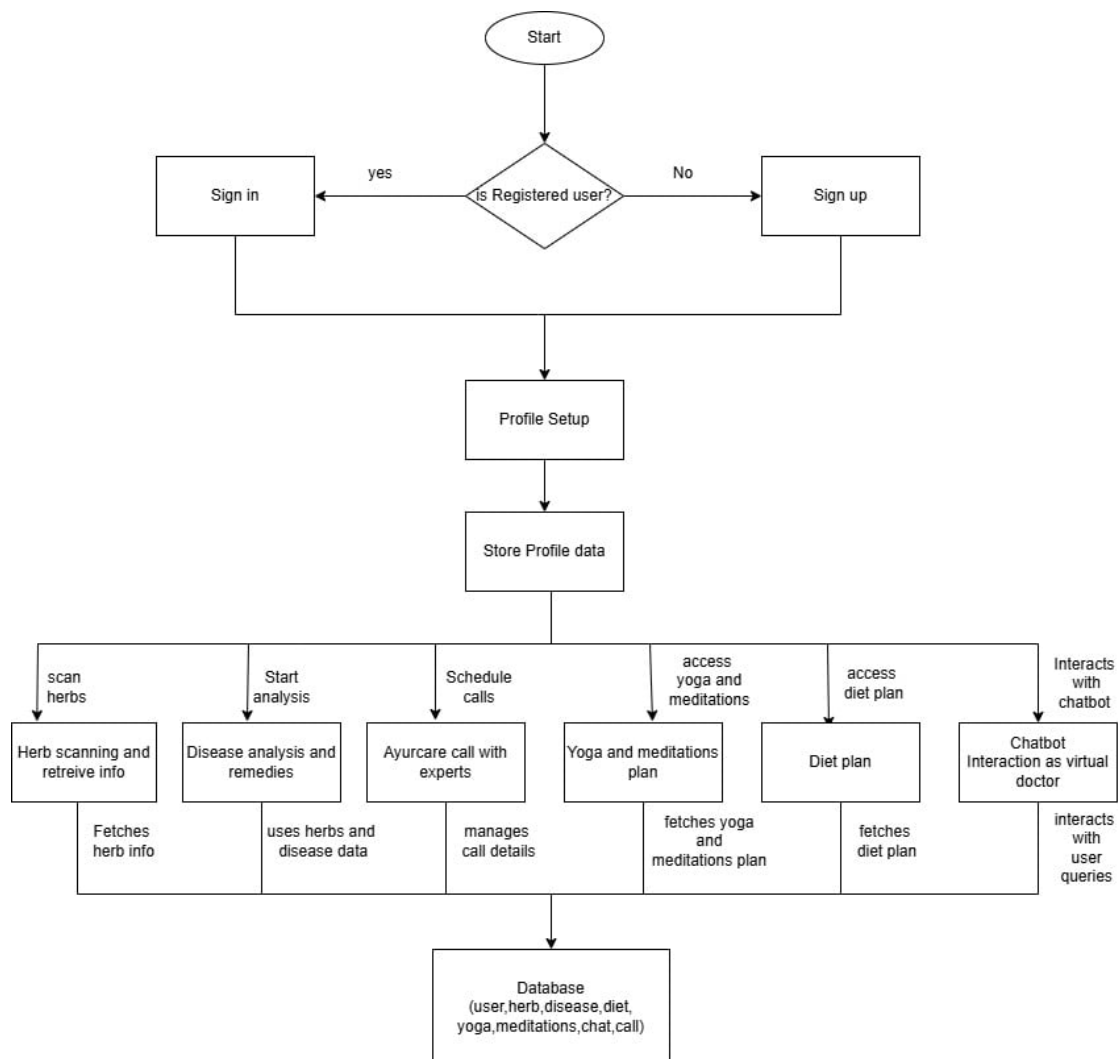 Start
yes
No
Sign in
is Registered user?
Sign up
Profile Setup
Store Profile data
scan
herbs
Start
analysis
Schedule
calls
access
yoga and
meditations
access
diet plan
Interacts
with
chatbot
Herb scanning and
retreive info
Disease analysis and
remedies
Ayurcare call with
experts
Yoga and meditations
plan
Diet plan
Chatbot
Interaction as virtual
doctor
Fetches
herb info
uses herbs and
disease data
manages
call details
fetches yoga
and
meditations plan
fetches
diet plan
interacts
with
user
queries
Database
(user,herb,disease,diet,
yoga,meditations,chat,call)